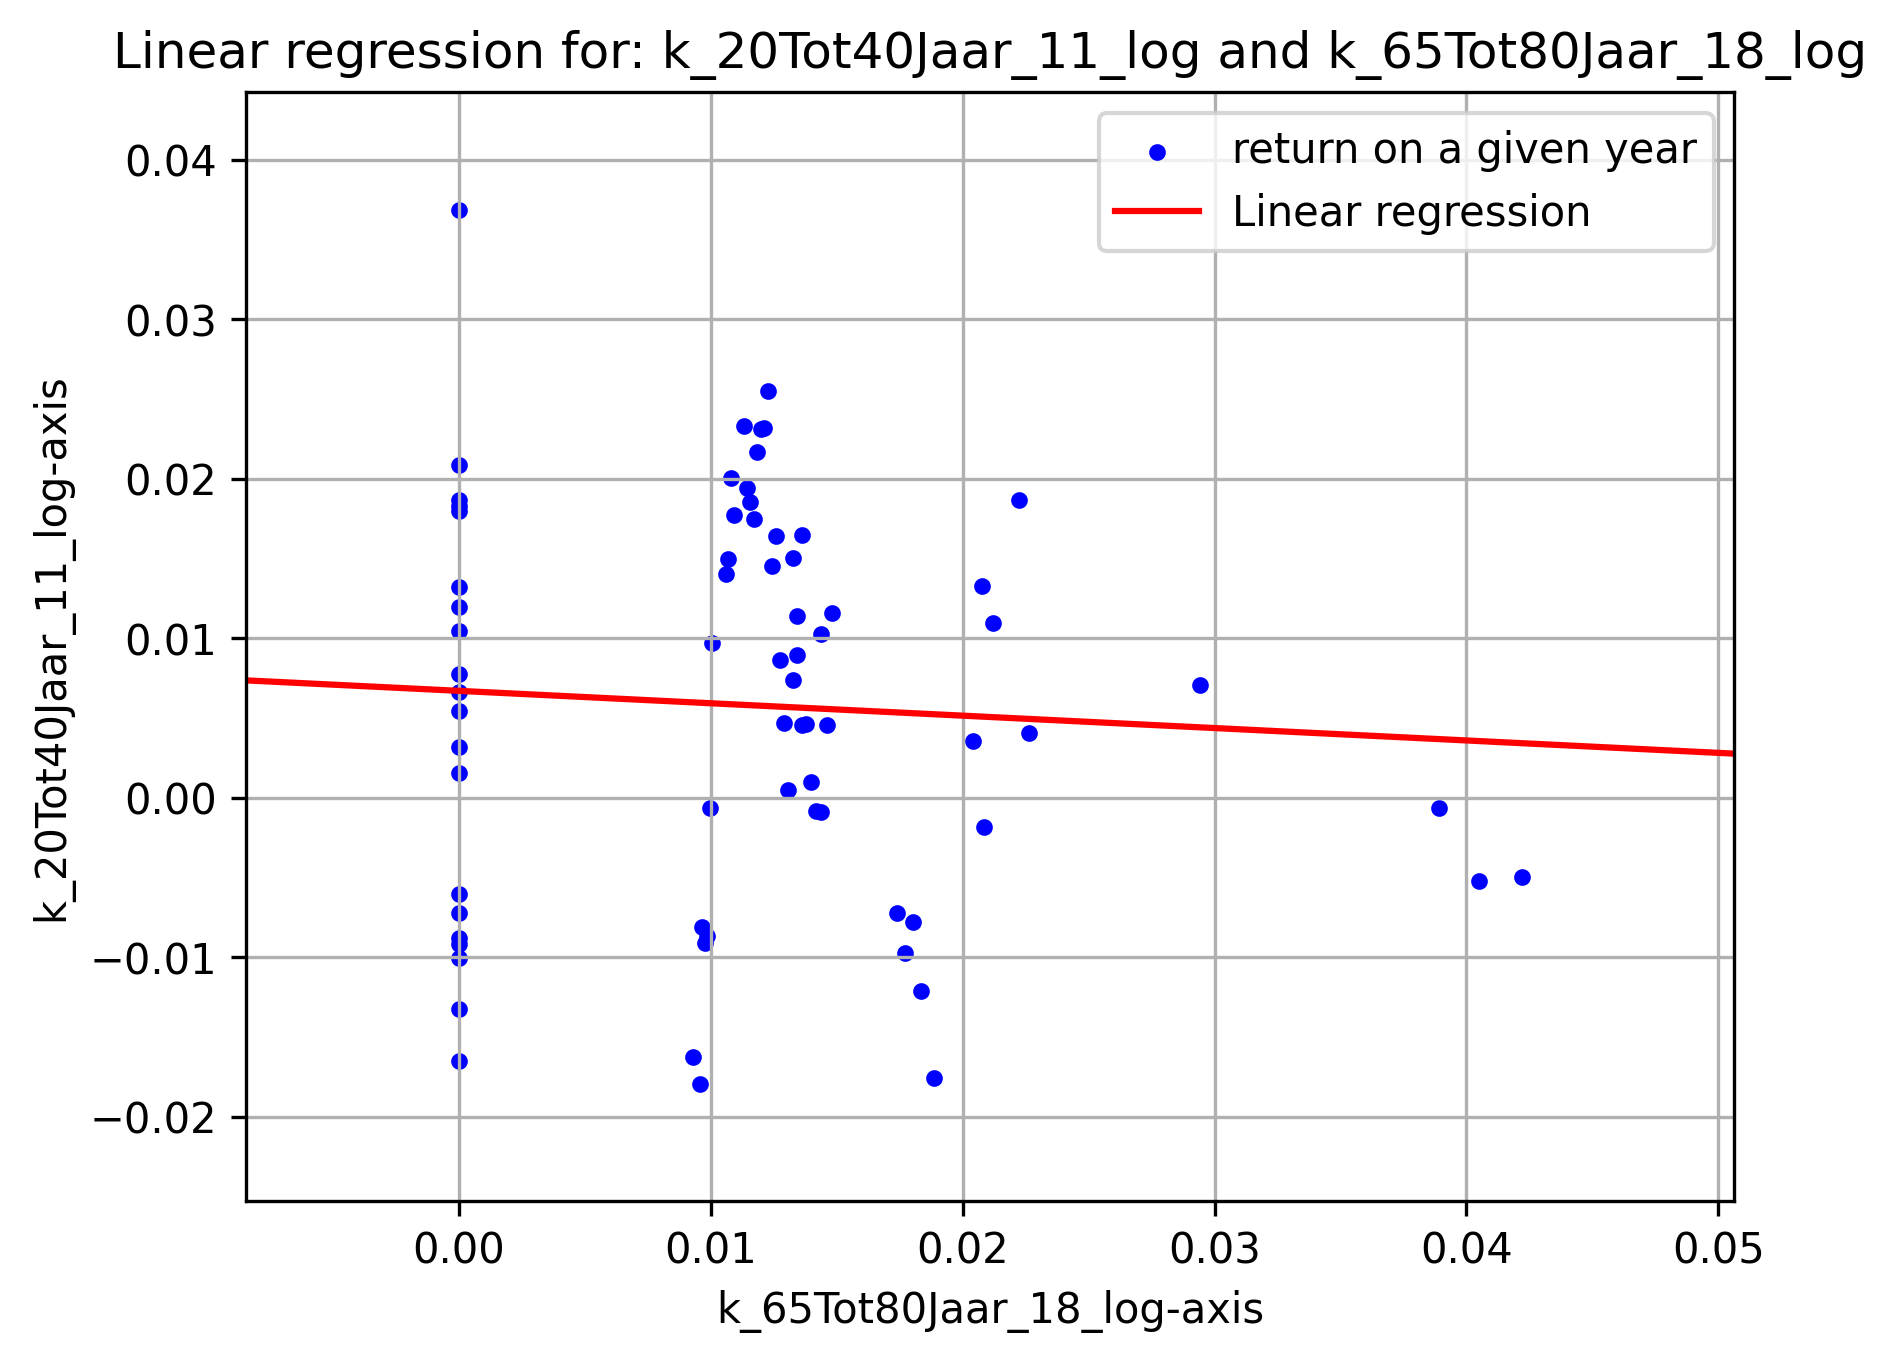 Linear regression for: k_20Tot40Jaar_11_log and k_65Tot80Jaar_18_log
return on a given year
Linear regression
0.04
0.03
0.02
0.01
0.00
−0.01
−0.02
k_20Tot40Jaar_11_log-axis
0.00 0.01 0.02 0.03 0.04 0.05
k_65Tot80Jaar_18_log-axis